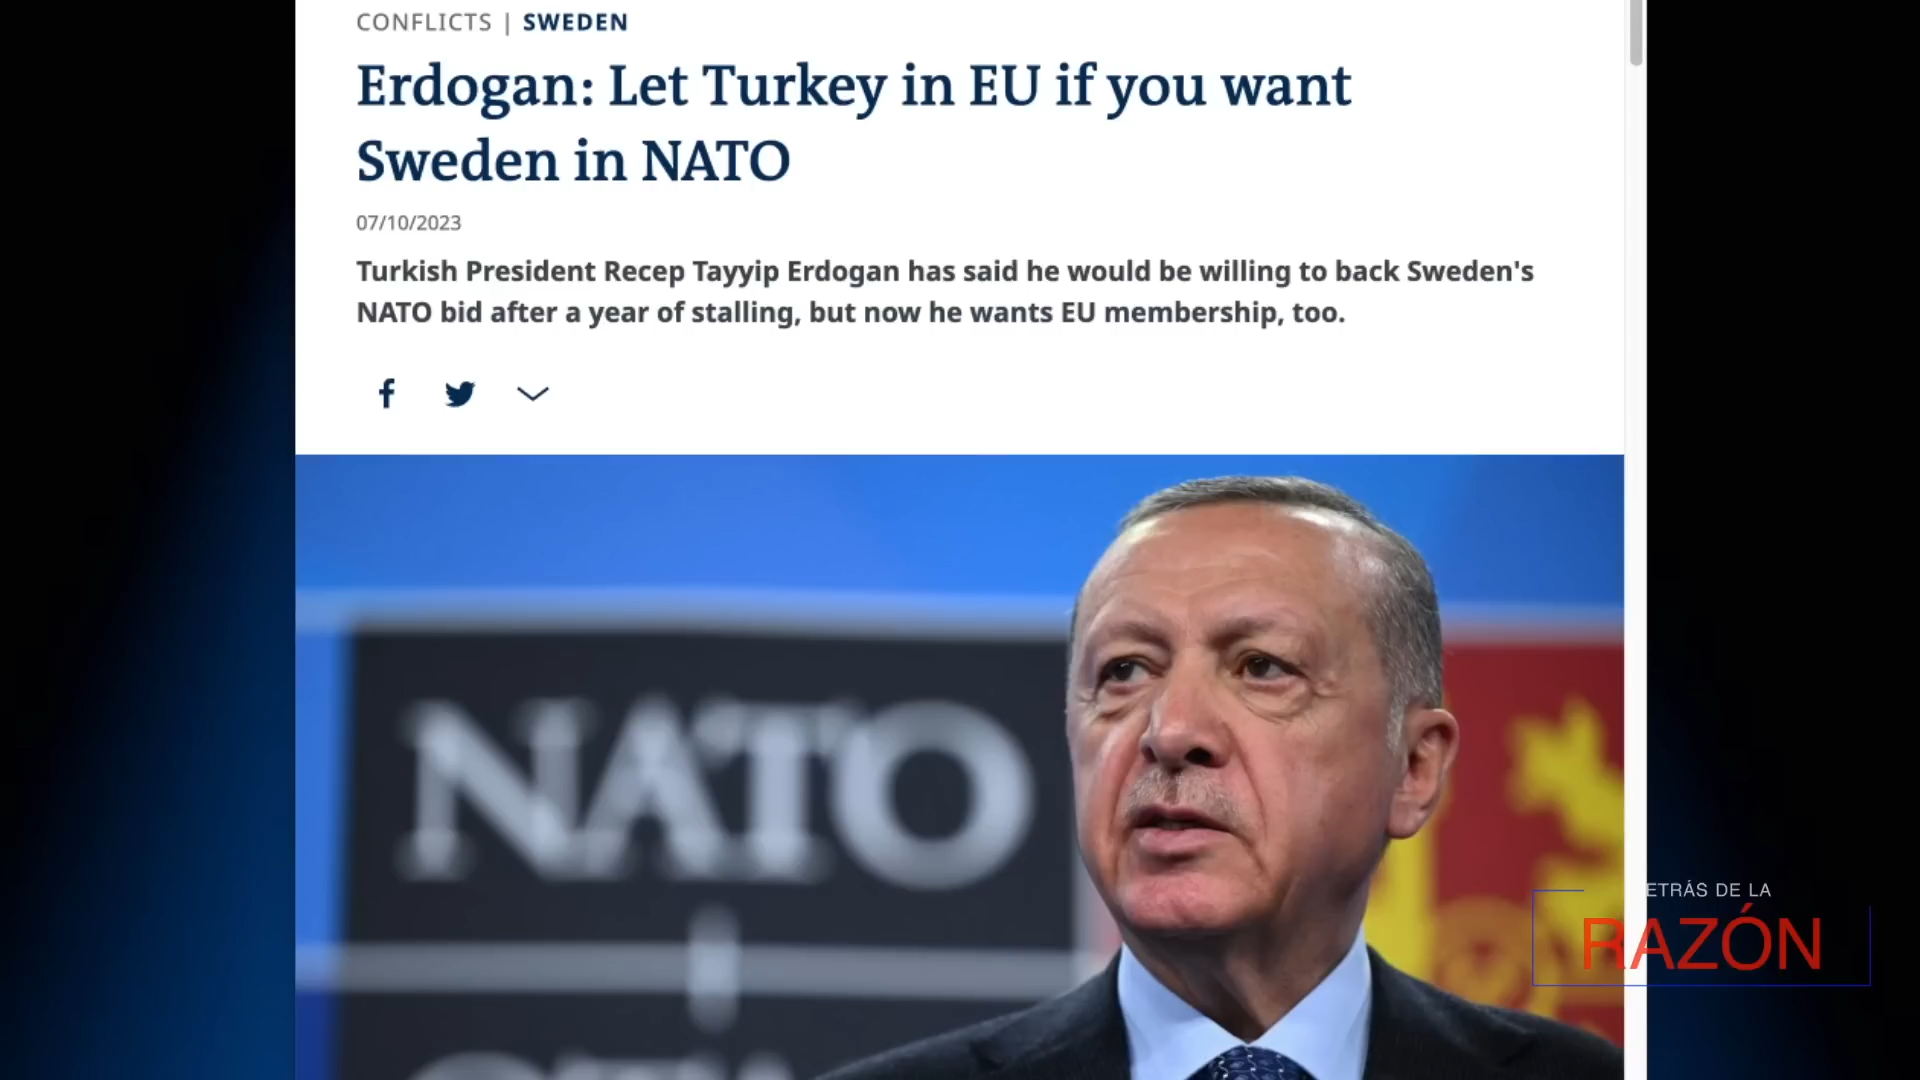 CONFLICTS | SWEDEN
Erdogan: Let Turkey in EU if you want
Sweden in NATO
07/10/2023
Turkish President Recep Tayyip Erdogan has said he would be willing to back Sweden's
NATO bid after a year of stalling, but now he wants EU membership, too.
NATO
ETRÁS DE LA
RAZÓN